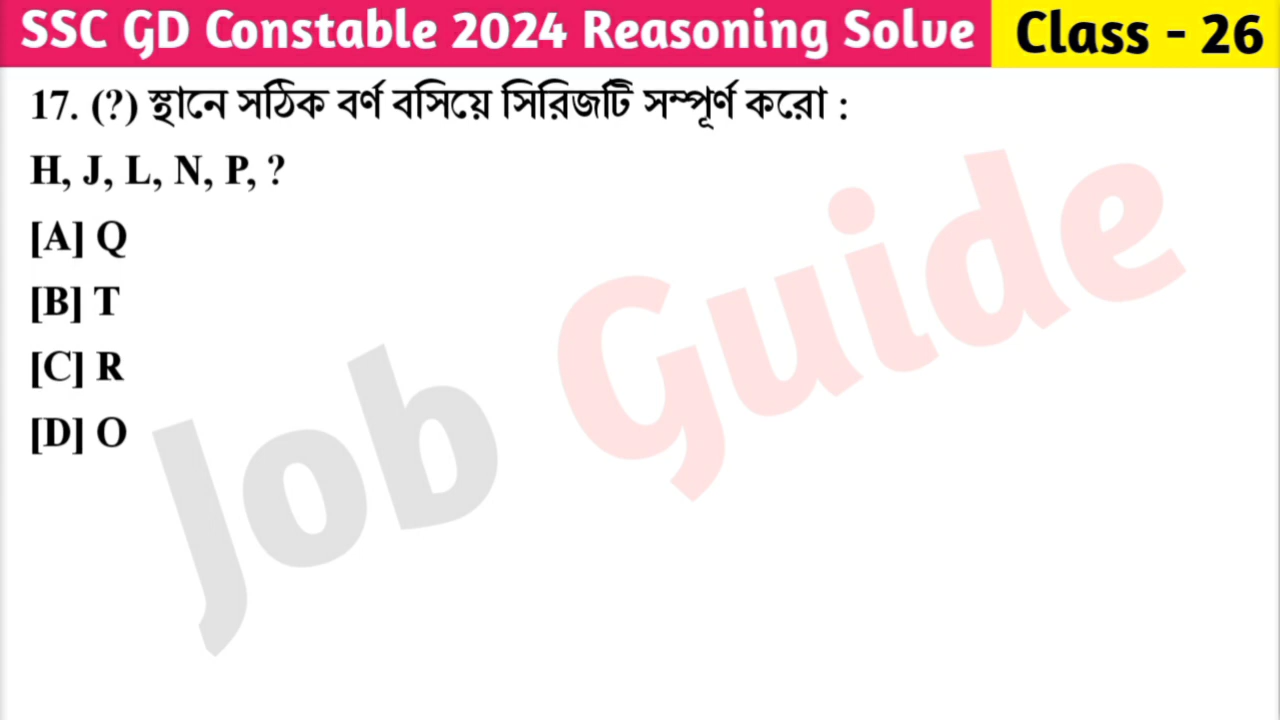 SSC GD Constable 2024 Reasoning Solve Class - 26
17. (?) স্থানে সঠিক বর্ণ বসিয়ে সিরিজটি সম্পূর্ণ করো :
H, J, L, N, P, ?
[A] Q
[B] T
[C] R
[D] O
Job Guide